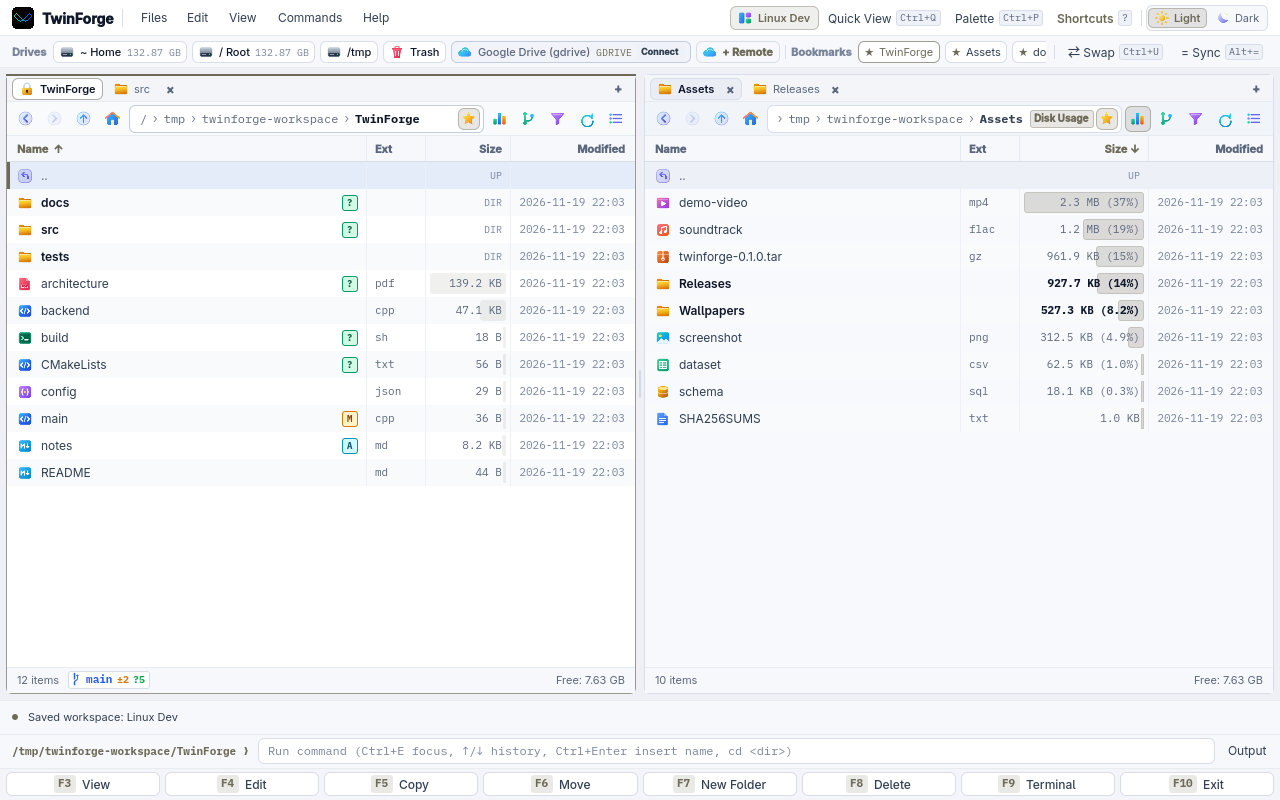 TwinForge Files Edit View Commands Help Linux Dev Quick View Ctrl+Q Palette Ctrl+P Shortcuts ? Light Dark
Drives ~ Home 132.87 GB / Root 132.87 GB /tmp Trash Google Drive (gdrive) GDRIVE Connect + Remote Bookmarks ★ TwinForge ★ Assets ★ do Swap Ctrl+U = Sync Alt+=
TwinForge src × +
/ › tmp › twinforge-workspace › TwinForge
Name ↑ Ext Size Modified
.. UP
docs ? DIR 2026-11-19 22:03
src ? DIR 2026-11-19 22:03
tests DIR 2026-11-19 22:03
architecture ? pdf 139.2 KB 2026-11-19 22:03
backend cpp 47.1 KB 2026-11-19 22:03
build ? sh 18 B 2026-11-19 22:03
CMakeLists ? txt 56 B 2026-11-19 22:03
config json 29 B 2026-11-19 22:03
main M cpp 36 B 2026-11-19 22:03
notes A md 8.2 KB 2026-11-19 22:03
README md 44 B 2026-11-19 22:03
12 items main ±2 ?5 Free: 7.63 GB
Assets × Releases × +
› tmp › twinforge-workspace › Assets Disk Usage
Name Ext Size ↓ Modified
.. UP
demo-video mp4 2.3 MB (37%) 2026-11-19 22:03
soundtrack flac 1.2 MB (19%) 2026-11-19 22:03
twinforge-0.1.0.tar gz 961.9 KB (15%) 2026-11-19 22:03
Releases 927.7 KB (14%) 2026-11-19 22:03
Wallpapers 527.3 KB (8.2%) 2026-11-19 22:03
screenshot png 312.5 KB (4.9%) 2026-11-19 22:03
dataset csv 62.5 KB (1.0%) 2026-11-19 22:03
schema sql 18.1 KB (0.3%) 2026-11-19 22:03
SHA256SUMS txt 1.0 KB 2026-11-19 22:03
10 items Free: 7.63 GB
Saved workspace: Linux Dev
/tmp/twinforge-workspace/TwinForge ⟩ Run command (Ctrl+E focus, ↑/↓ history, Ctrl+Enter insert name, cd <dir>) Output
F3 View F4 Edit F5 Copy F6 Move F7 New Folder F8 Delete F9 Terminal F10 Exit